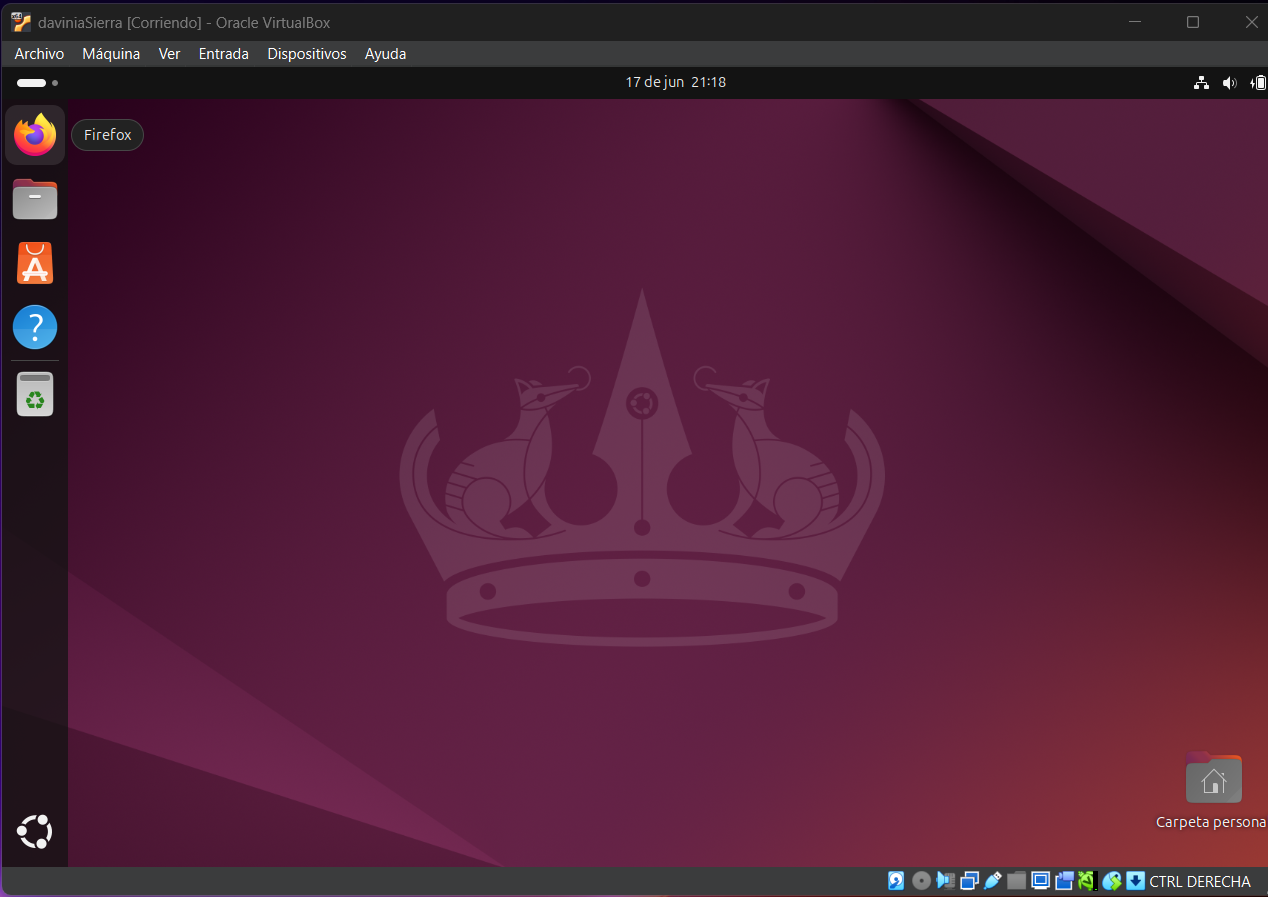 daviniaSierra [Corriendo] - Oracle VirtualBox
Archivo Máquina Ver Entrada Dispositivos Ayuda
17 de jun 21:18
Firefox
Carpeta persona
CTRL DERECHA